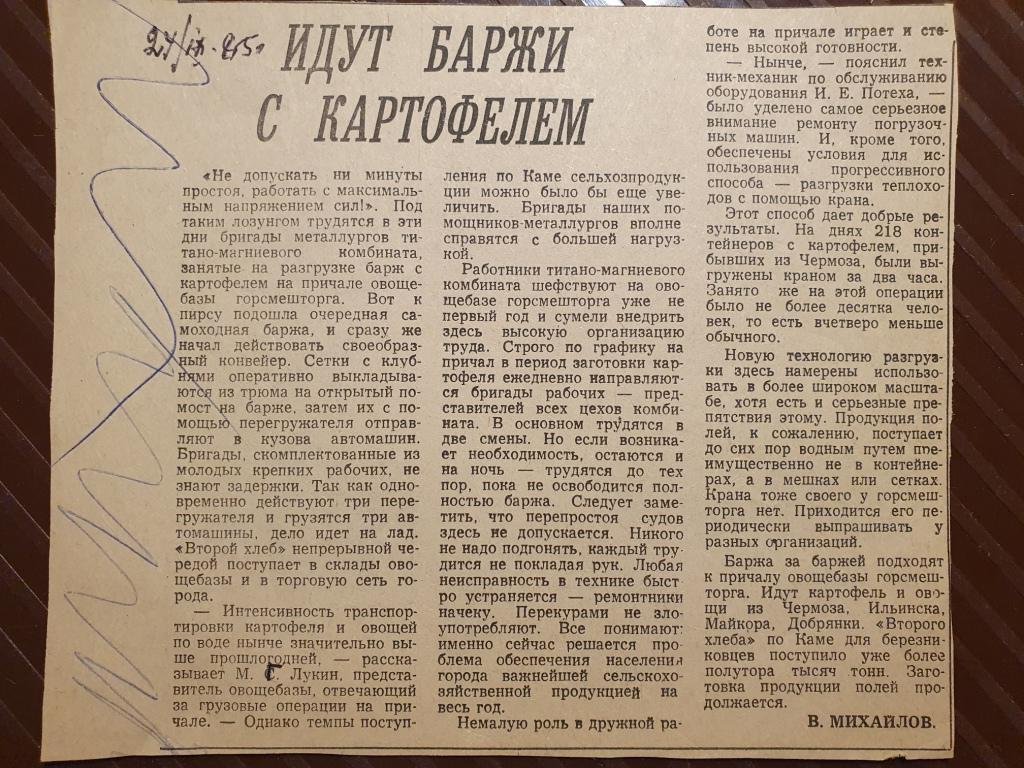 ИДУТ БАРЖИ
С КАРТОФЕЛЕМ
«Не допускать ни минуты
простоя, работать с максималь-
ным напряжением сил!». Под
таким лозунгом трудятся в эти
дни бригады металлургов ти-
тано-магниевого комбината,
занятые на разгрузке барж с
картофелем на причале овоще-
базы горсмешторга. Вот к
пирсу подошла очередная са-
моходная баржа, и сразу же
начал действовать своеобраз-
ный конвейер. Сетки с клуб-
нями оперативно выкладыва-
ются из трюма на открытый по-
мост на барже, затем их с по-
мощью перегружателя отправ-
ляют в кузова автомашин.
Бригады, скомплектованные из
молодых крепких рабочих, не
знают задержки. Так как одно-
временно действуют три пере-
гружателя и грузятся три ав-
томашины, дело идет на лад.
«Второй хлеб» непрерывной че-
редой поступает в склады ово-
щебазы и в торговую сеть го-
рода.
— Интенсивность транспор-
тировки картофеля и овощей
по воде нынче значительно вы-
ше прошлогодней, — расска-
зывает М. Г. Лукин, предста-
витель овощебазы, отвечающий
за грузовые операции на при-
чале. — Однако темпы поступ-
ления по Каме сельхозпродук-
ции можно было бы еще уве-
личить. Бригады наших по-
мощников-металлургов вполне
справятся с большей нагруз-
кой.
Работники титано-магниевого
комбината шефствуют на ово-
щебазе горсмешторга уже не
первый год и сумели внедрить
здесь высокую организацию
труда. Строго по графику на
причал в период заготовки кар-
тофеля ежедневно направляют-
ся бригады рабочих — пред-
ставителей всех цехов комби-
ната. В основном трудятся в
две смены. Но если возника-
ет необходимость, остаются и
на ночь — трудятся до тех
пор, пока не освободится пол-
ностью баржа. Следует заме-
тить, что перепростоя судов
здесь не допускается. Никого
не надо подгонять, каждый тру-
дится не покладая рук. Любая
неисправность в технике быст-
ро устраняется — ремонтники
начеку. Перекурами не зло-
употребляют. Все понимают:
именно сейчас решается про-
блема обеспечения населения
города важнейшей сельскохо-
зяйственной продукцией на
весь год.
Немалую роль в дружной ра-
боте на причале играет и сте-
пень высокой готовности.
— Нынче, — пояснил тех-
ник-механик по обслуживанию
оборудования И. Е. Потеха, —
было уделено самое серьезное
внимание ремонту погрузоч-
ных машин. И, кроме того,
обеспечены условия для ис-
пользования прогрессивного
способа — разгрузки теплохо-
дов с помощью крана.
Этот способ дает добрые ре-
зультаты. На днях 218 кон-
тейнеров с картофелем, при-
бывших из Чермоза, были вы-
гружены краном за два часа.
Занято же на этой операции
было не более десятка чело-
век, то есть вчетверо меньше
обычного.
Новую технологию разгруз-
ки здесь намерены использо-
вать в более широком масшта-
бе, хотя есть и серьезные пре-
пятствия этому. Продукция по-
лей, к сожалению, поступает
до сих пор водным путем пре-
имущественно не в контейне-
рах, а в мешках или сетках.
Крана тоже своего у горсмеш-
торга нет. Приходится его пе-
риодически выпрашивать у
разных организаций.
Баржа за баржей подходят
к причалу овощебазы горсмеш-
торга. Идут картофель и ово-
щи из Чермоза, Ильинска,
Майкора, Добрянки. «Второго
хлеба» по Каме для березни-
ковцев поступило уже более
полутора тысяч тонн. Заго-
товка продукции полей про-
должается.
В. МИХАЙЛОВ.